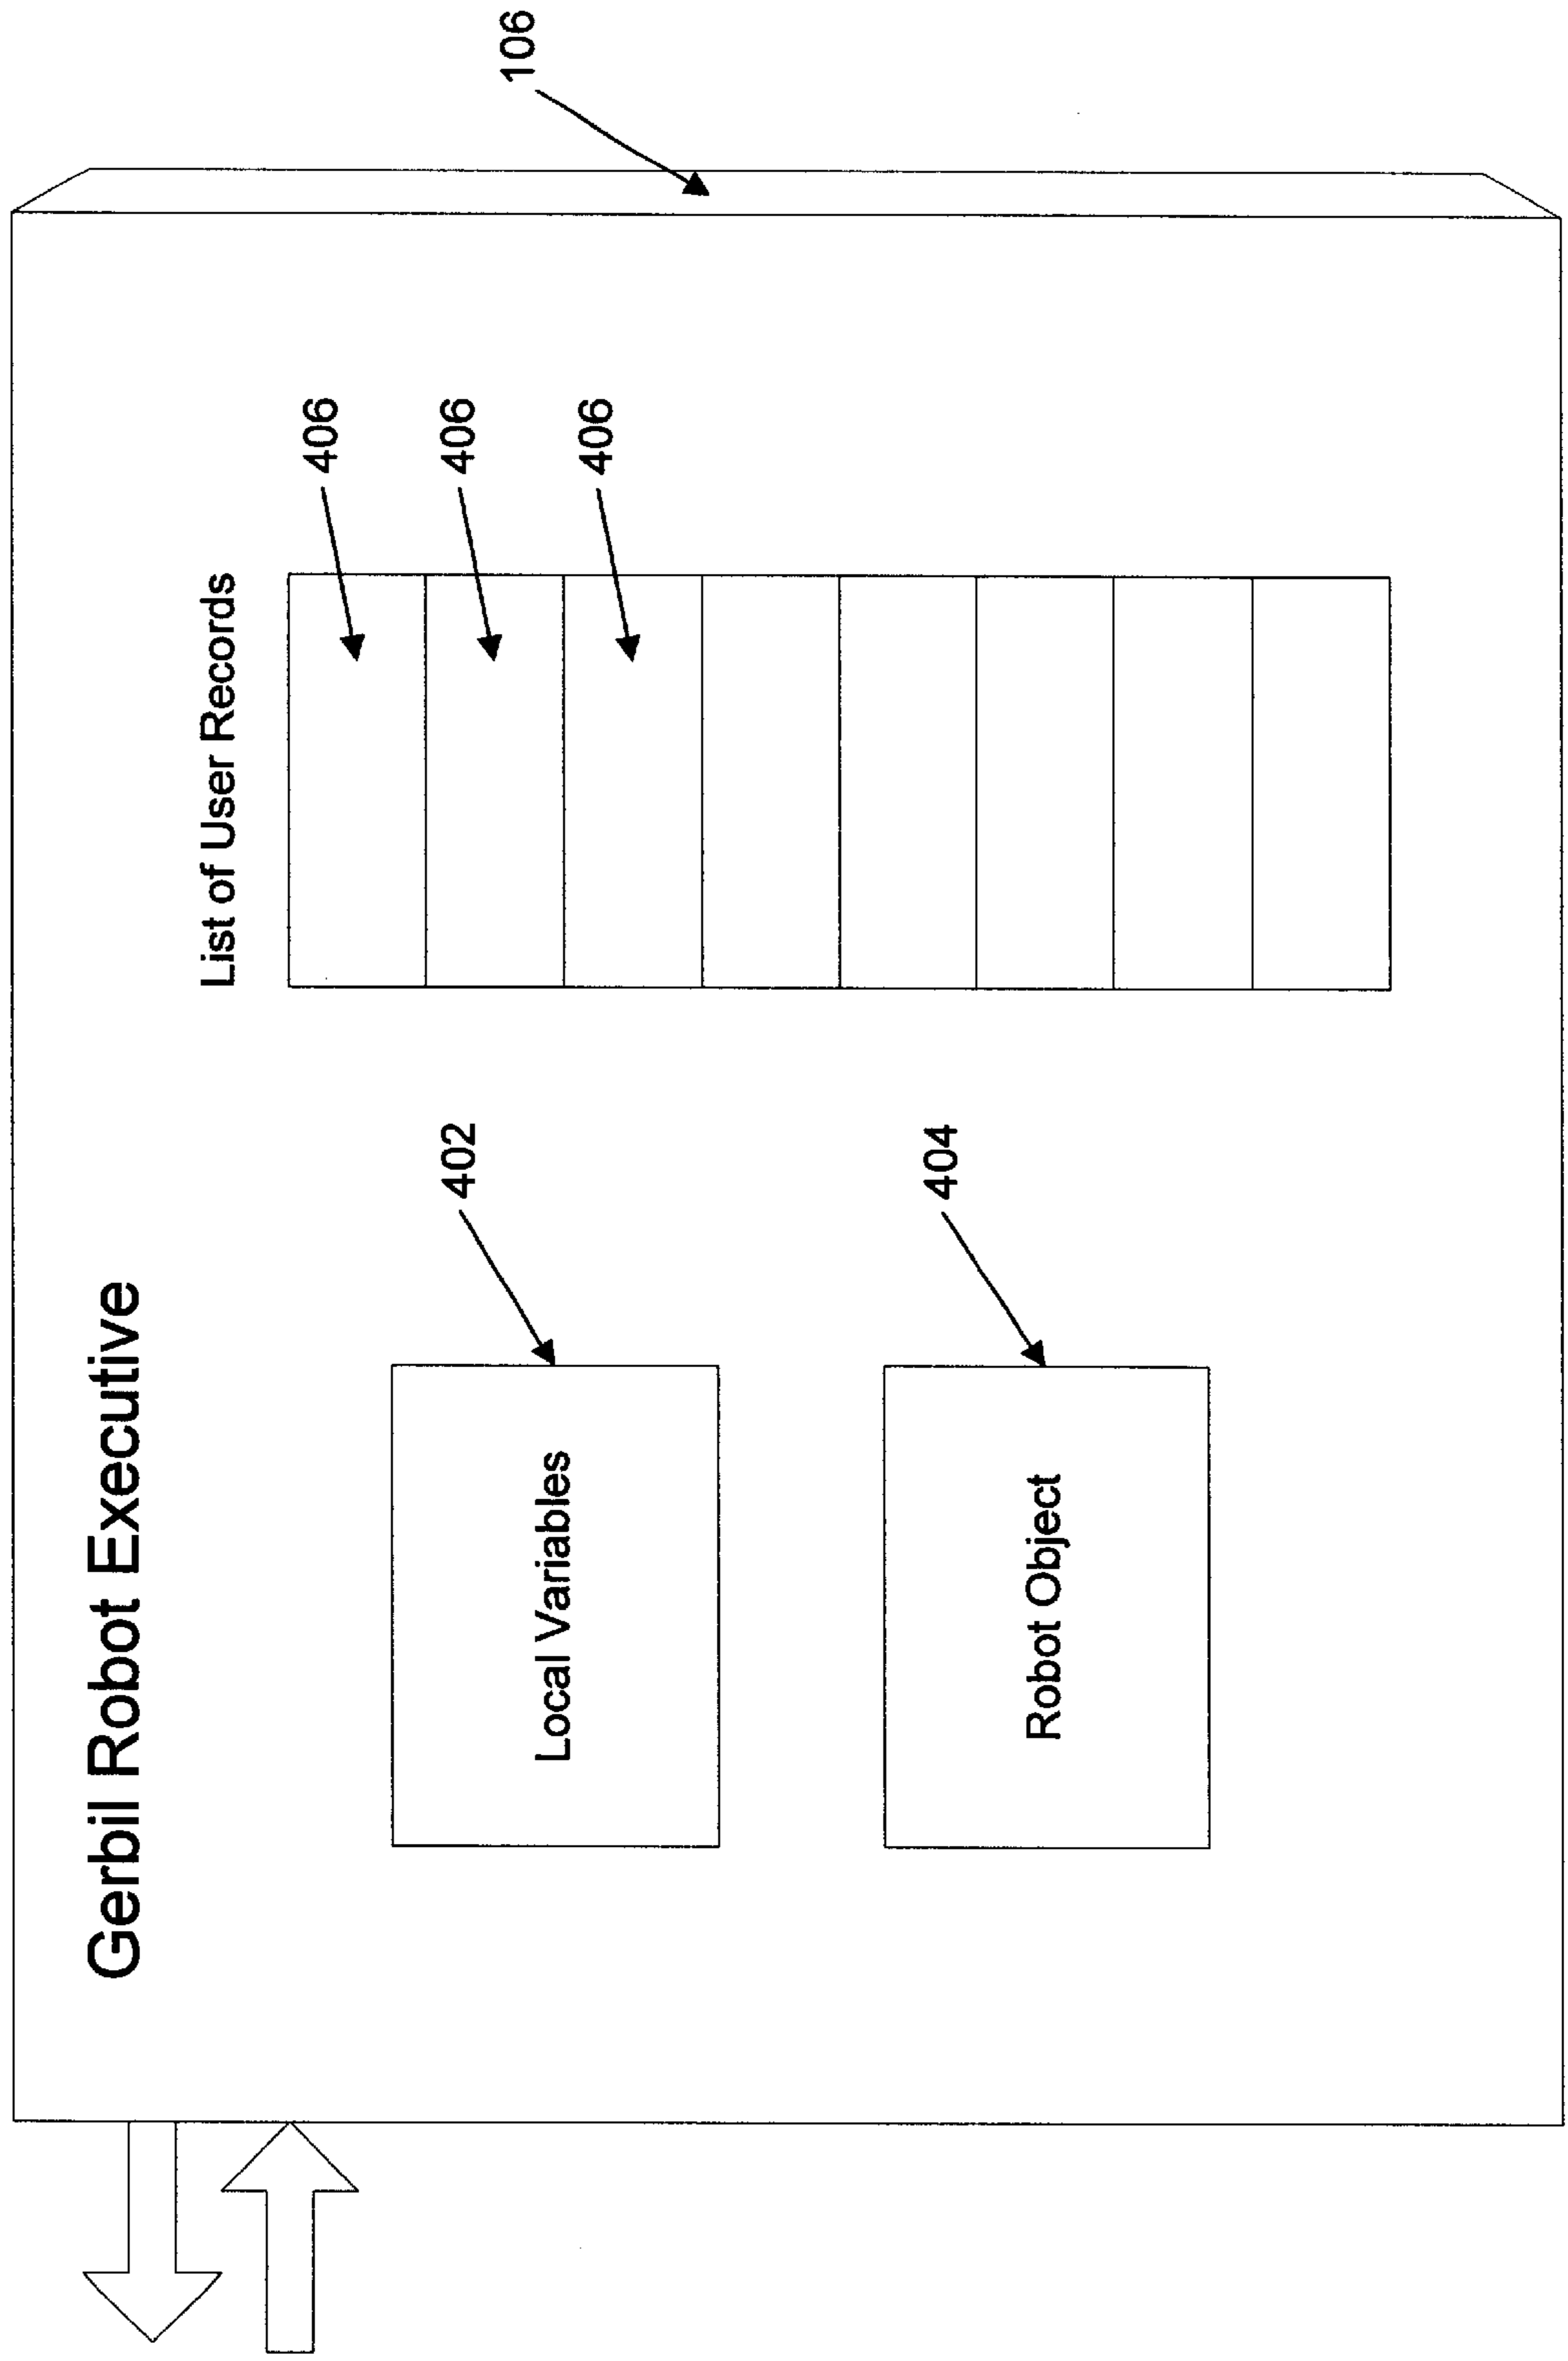 Gerbil Robot Executive
List of User Records
406
406
406
106
402
Local Variables
404
Robot Object